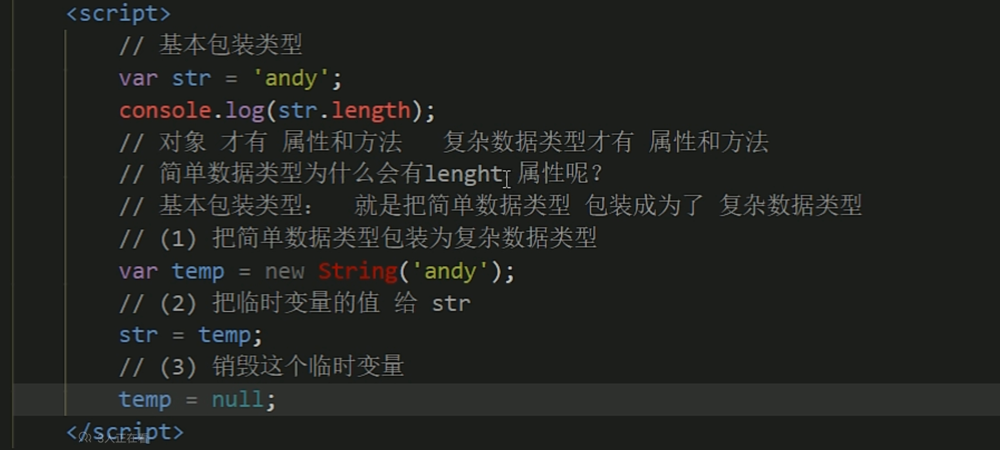 <script>
// 基本包装类型
var str = 'andy';
console.log(str.length);
// 对象 才有 属性和方法   复杂数据类型才有 属性和方法
// 简单数据类型为什么会有lenght 属性呢？
// 基本包装类型：  就是把简单数据类型 包装成为了 复杂数据类型
// (1) 把简单数据类型包装为复杂数据类型
var temp = new String('andy');
// (2) 把临时变量的值 给 str
str = temp;
// (3) 销毁这个临时变量
temp = null;
</script>
3人正在看